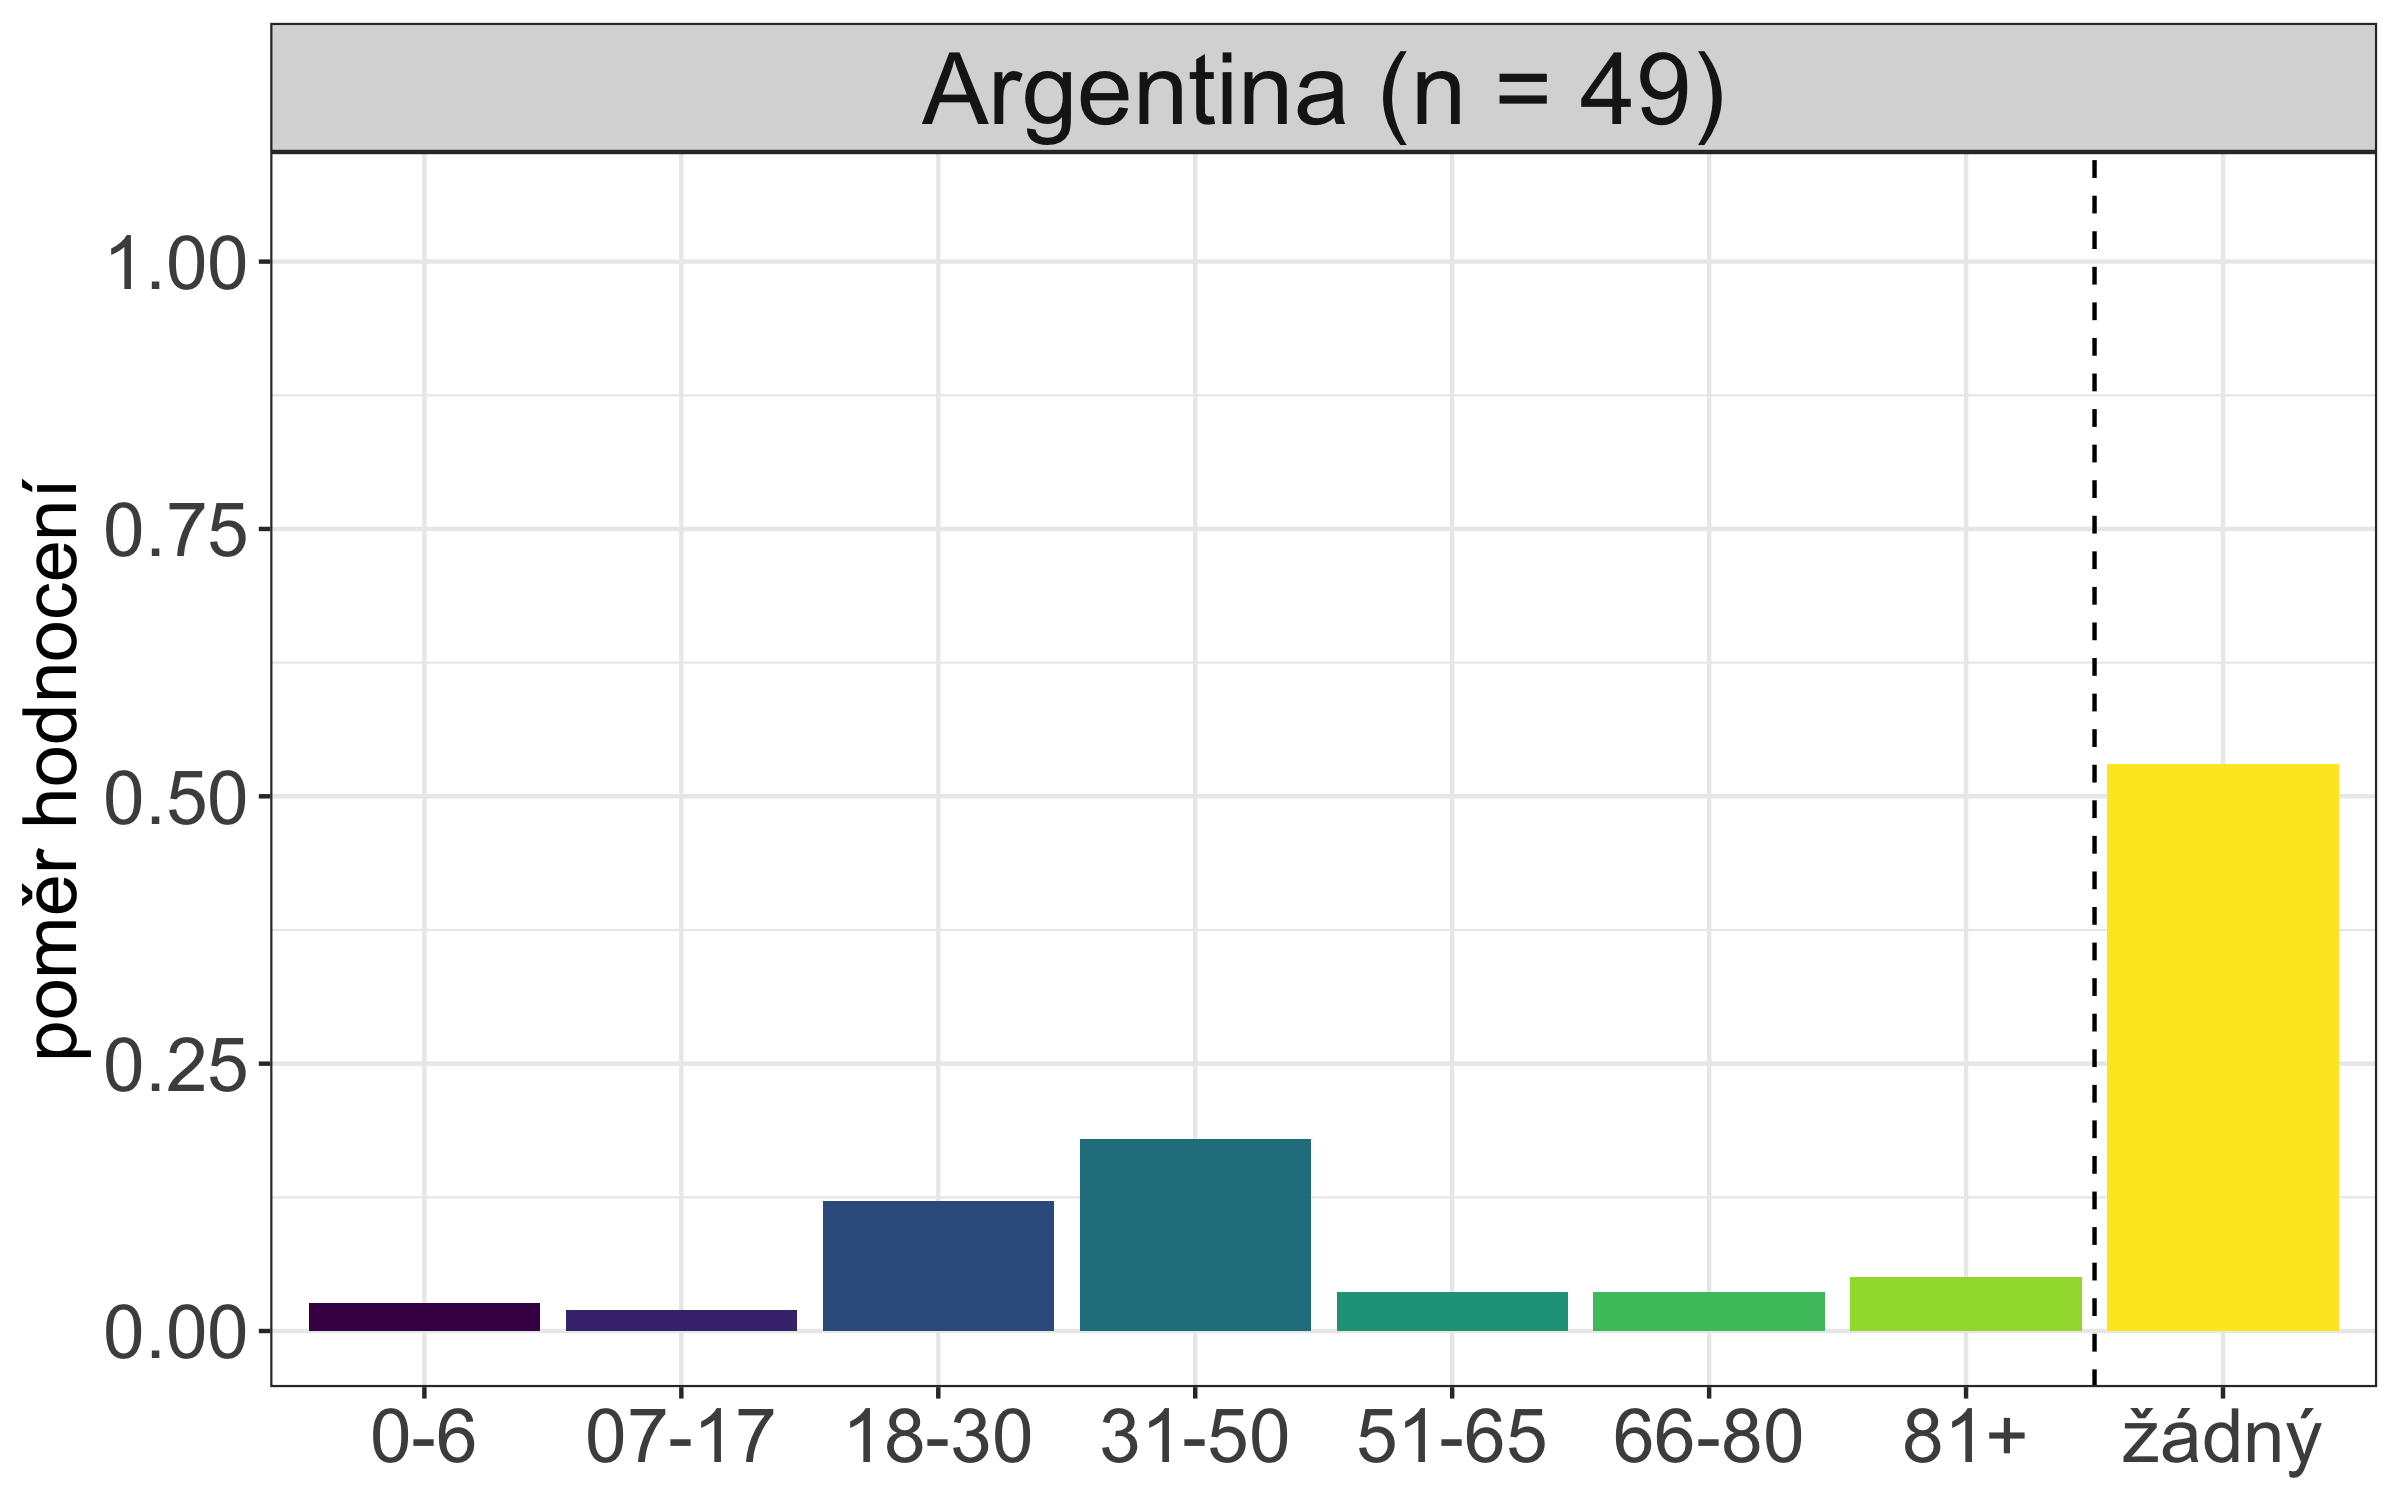 Argentina (n = 49)
poměr hodnocení
1.00
0.75
0.50
0.25
0.00
0-6 07-17 18-30 31-50 51-65 66-80 81+ žádný